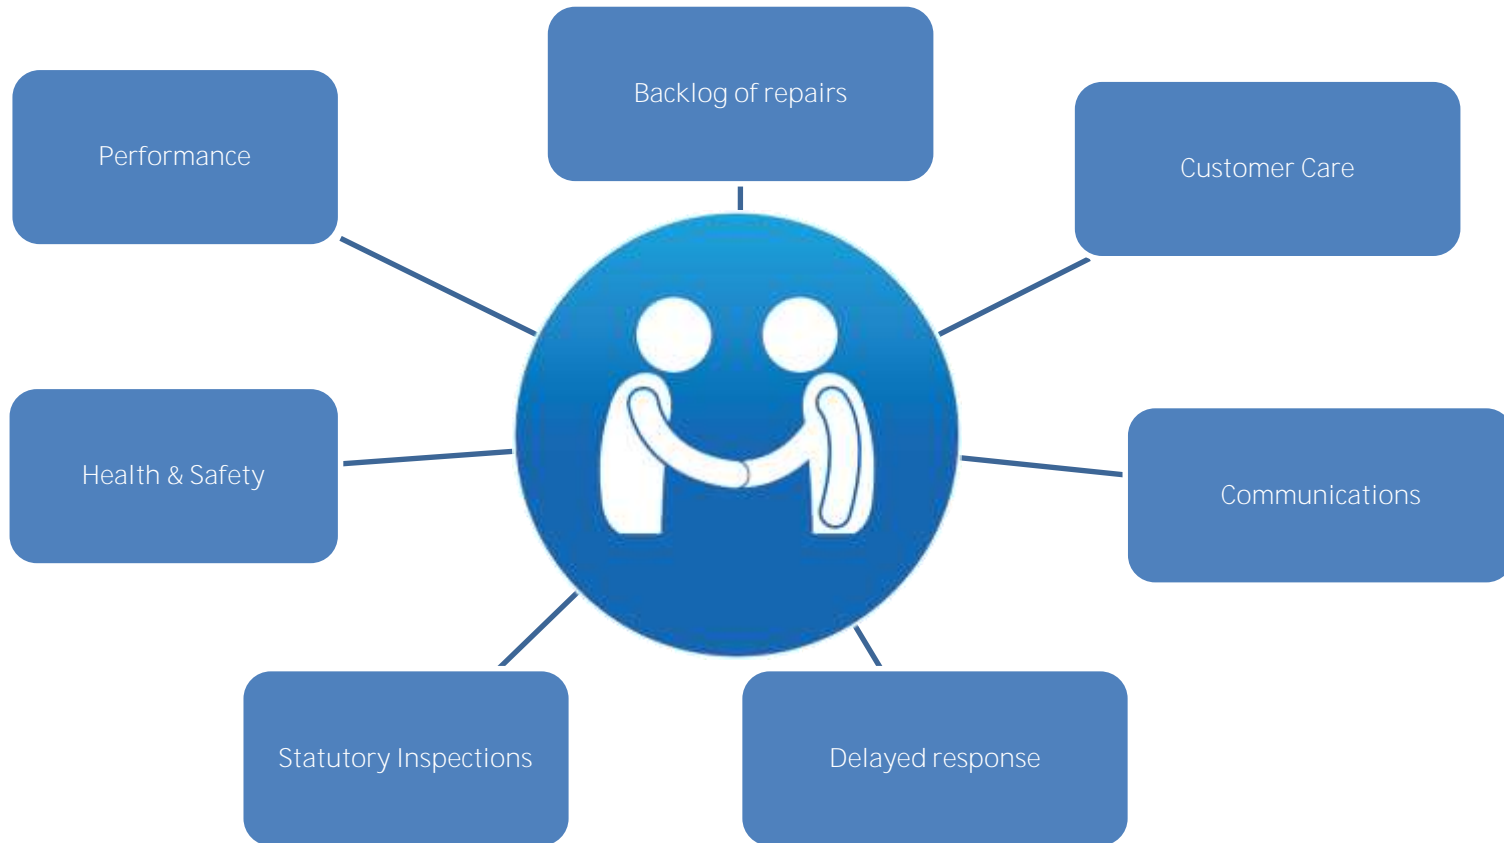 Backlog of repairs
Performance
Customer Care
Health & Safety
Communications
Statutory Inspections
Delayed response